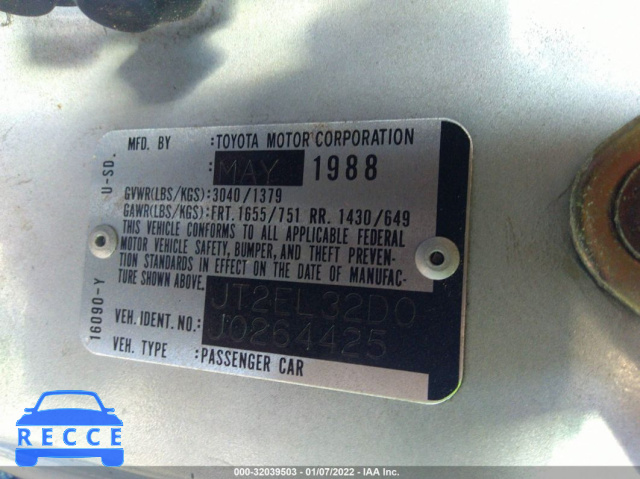 MFD. BY :TOYOTA MOTOR CORPORATION
:MAY 1988
GVWR(LBS/KGS):3040/1379
GAWR(LBS/KGS):FRT. 1655/751 RR. 1430/649
THIS VEHICLE CONFORMS TO ALL APPLICABLE FEDERAL
MOTOR VEHICLE SAFETY, BUMPER, AND THEFT PREVEN-
TION STANDARDS IN EFFECT ON THE DATE OF MANUFAC-
TURE SHOWN ABOVE.
JT2EL32D0
VEH. IDENT. NO.: J0264425
VEH. TYPE :PASSENGER CAR
U-SD.
16090-Y
RECCE
000-32039503 - 01/07/2022 - IAA Inc.